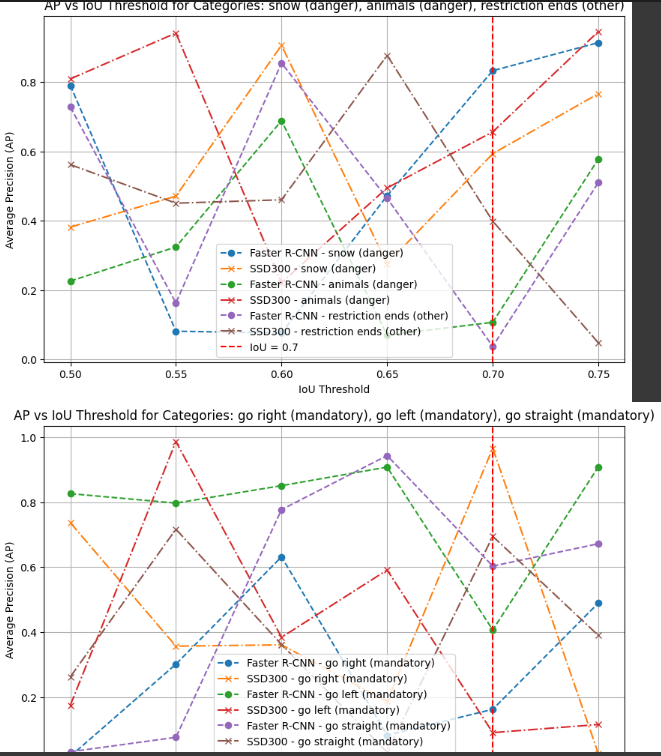 AP vs IoU Threshold for Categories: snow (danger), animals (danger), restriction ends (other)
Average Precision (AP)
0.8
0.6
0.4
0.2
0.0
Faster R-CNN - snow (danger)
SSD300 - snow (danger)
Faster R-CNN - animals (danger)
SSD300 - animals (danger)
Faster R-CNN - restriction ends (other)
SSD300 - restriction ends (other)
IoU = 0.7
0.50 0.55 0.60 0.65 0.70 0.75
IoU Threshold
AP vs IoU Threshold for Categories: go right (mandatory), go left (mandatory), go straight (mandatory)
Average Precision (AP)
1.0
0.8
0.6
0.4
0.2
Faster R-CNN - go right (mandatory)
SSD300 - go right (mandatory)
Faster R-CNN - go left (mandatory)
SSD300 - go left (mandatory)
Faster R-CNN - go straight (mandatory)
SSD300 - go straight (mandatory)